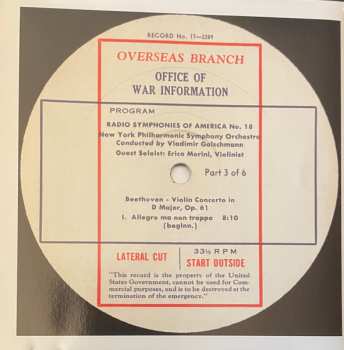 RECORD No. 17—2389
OVERSEAS BRANCH
OFFICE OF
WAR INFORMATION
PROGRAM
RADIO SYMPHONIES OF AMERICA No. 18
New York Philharmonic Symphony Orchestra
Conducted by Vladimir Golschmann
Guest Soloist: Erica Morini, Violinist
Part 3 of 6
Beethoven - Violin Concerto in
D Major, Op. 61
1. Allegro ma non troppo 8:10
(beginn.)
LATERAL CUT
33⅓ RPM
START OUTSIDE
"This record is the property of the United
States Government, cannot be used for Com-
mercial purposes, and is to be destroyed at the
termination of the emergency."